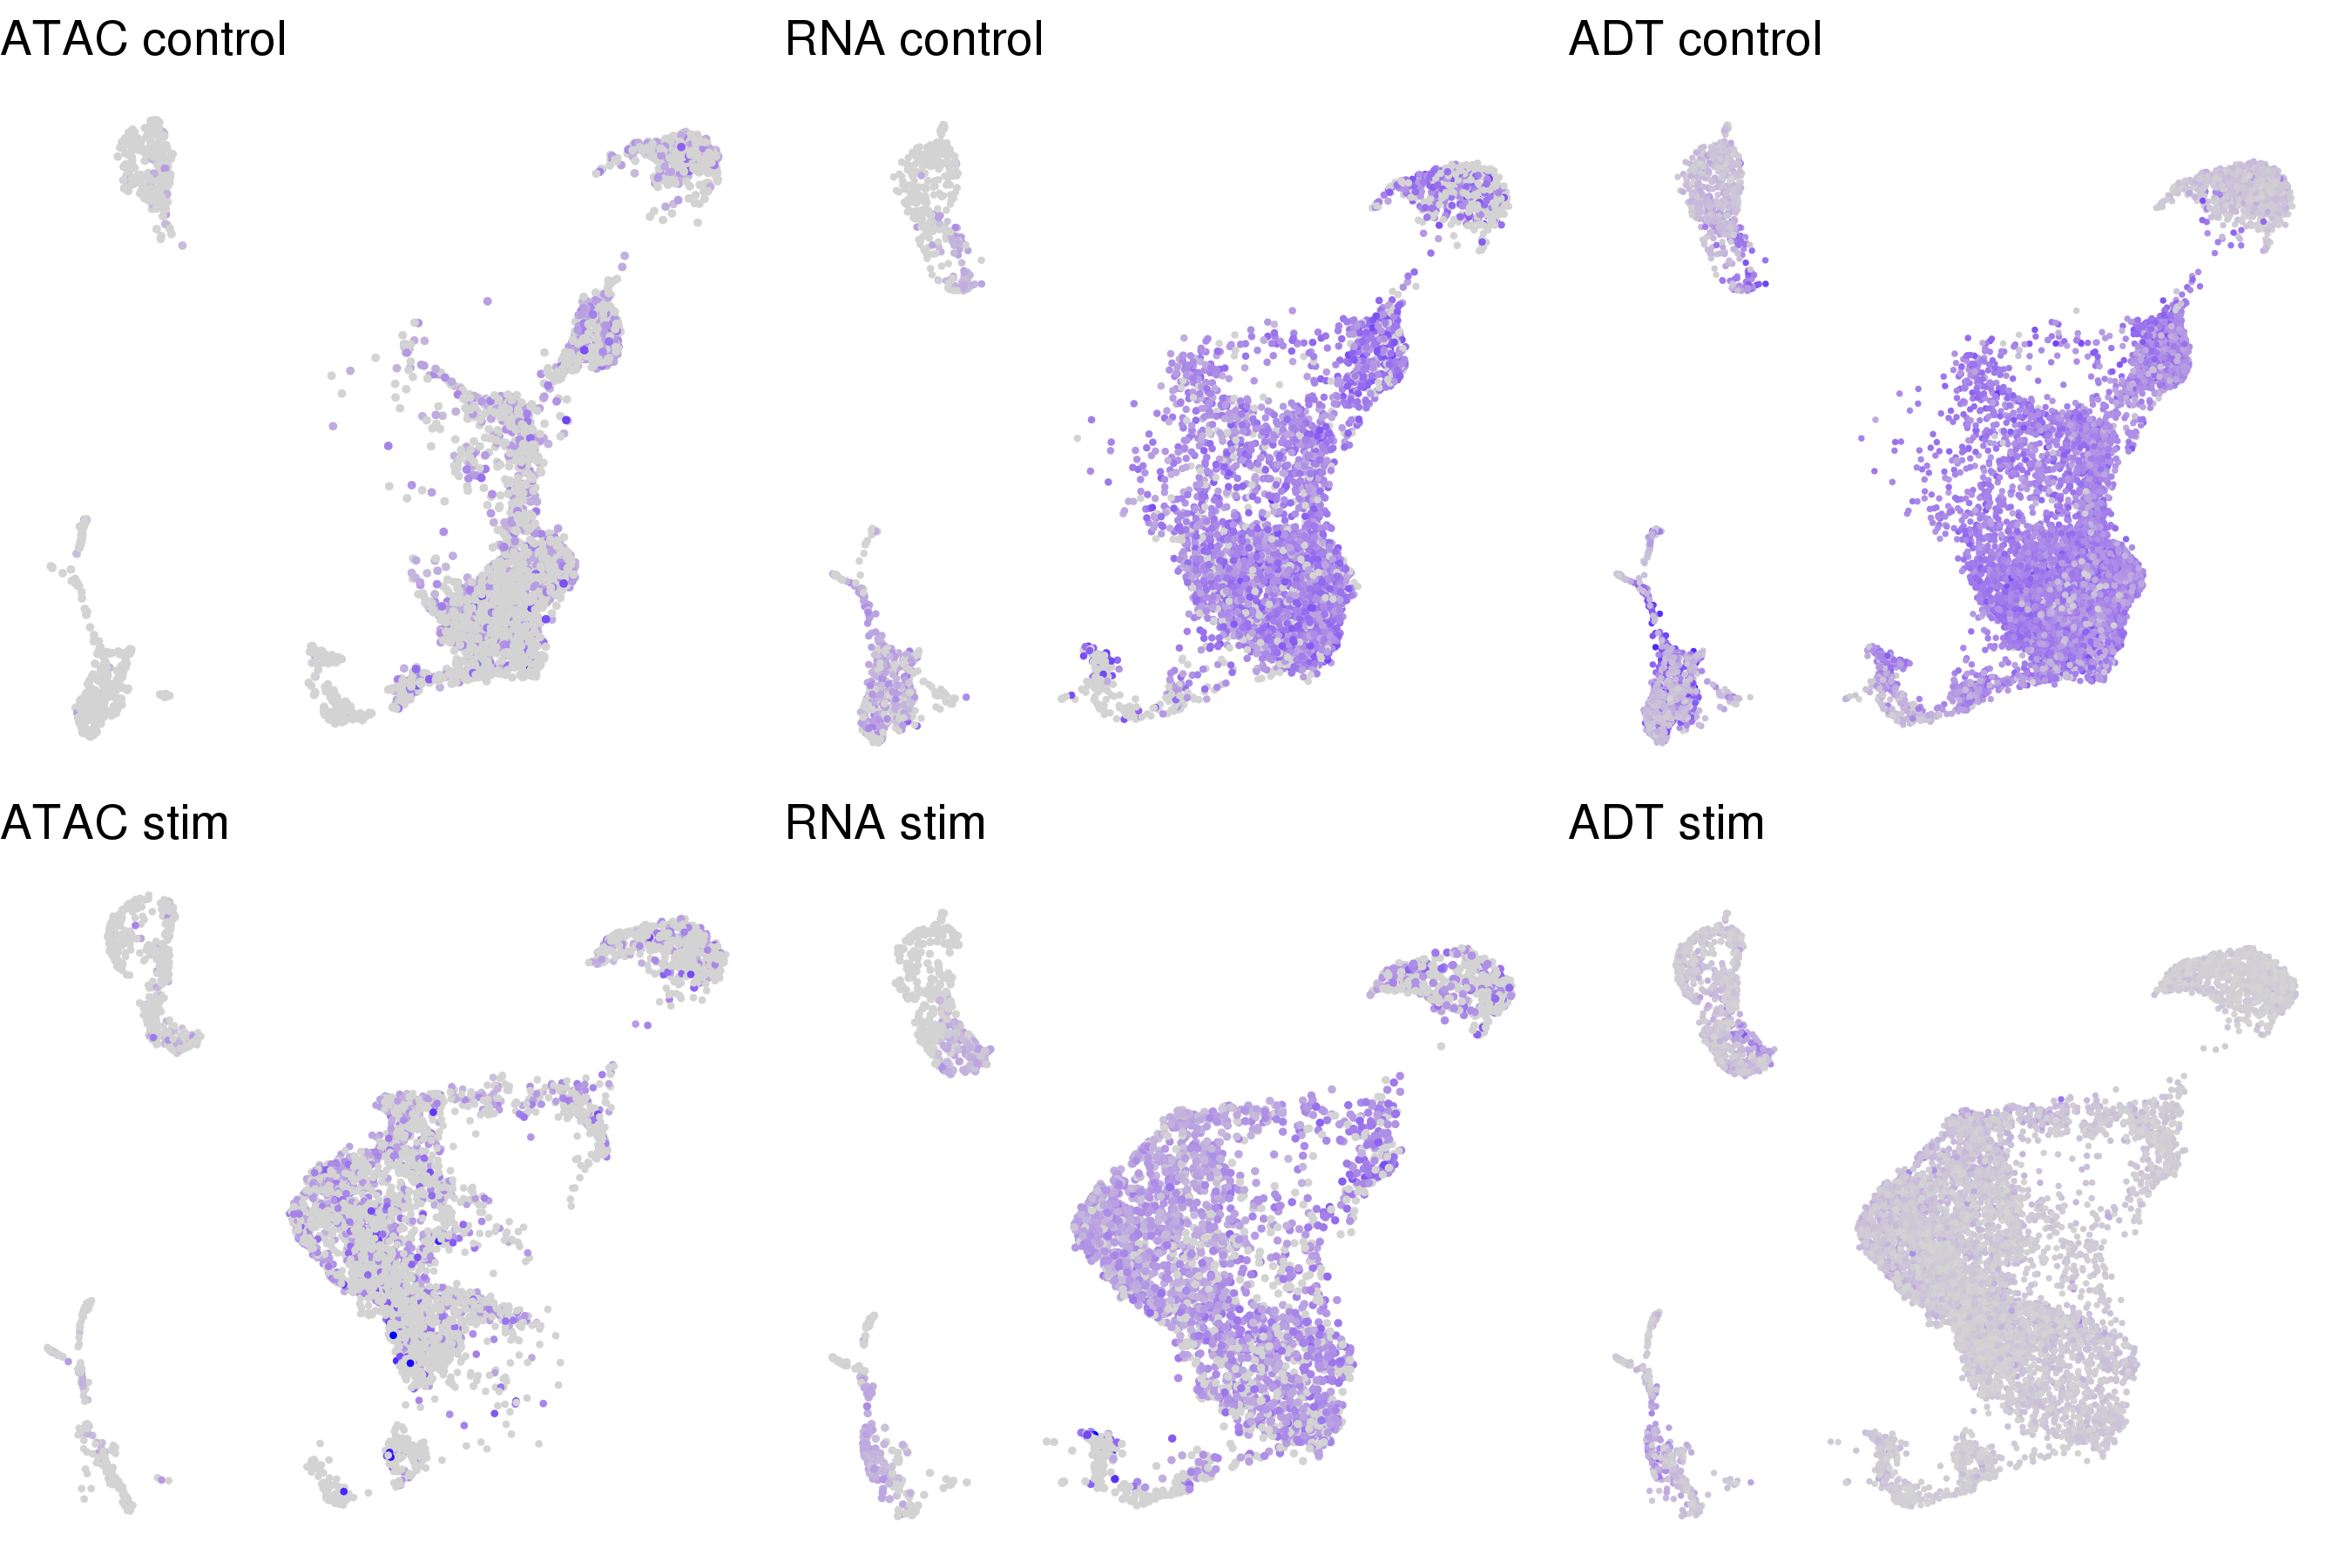 ATAC control
RNA control
ADT control
ATAC stim
RNA stim
ADT stim